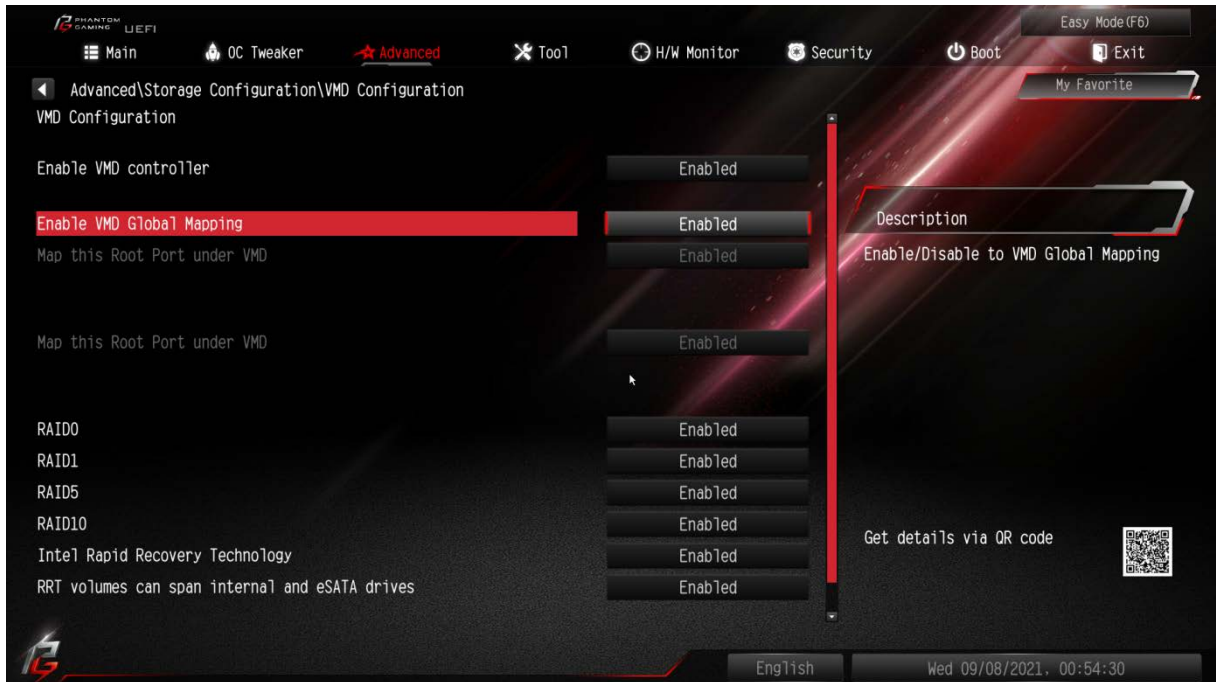 PHANTOM GAMING UEFI
Easy Mode(F6)
Main OC Tweaker Advanced Tool H/W Monitor Security Boot Exit
Advanced\Storage Configuration\VMD Configuration
My Favorite
VMD Configuration
Enable VMD controller Enabled
Enable VMD Global Mapping Enabled
Map this Root Port under VMD Enabled
Map this Root Port under VMD Enabled
RAID0 Enabled
RAID1 Enabled
RAID5 Enabled
RAID10 Enabled
Intel Rapid Recovery Technology Enabled
RRT volumes can span internal and eSATA drives Enabled
Description
Enable/Disable to VMD Global Mapping
Get details via QR code
English Wed 09/08/2021, 00:54:30